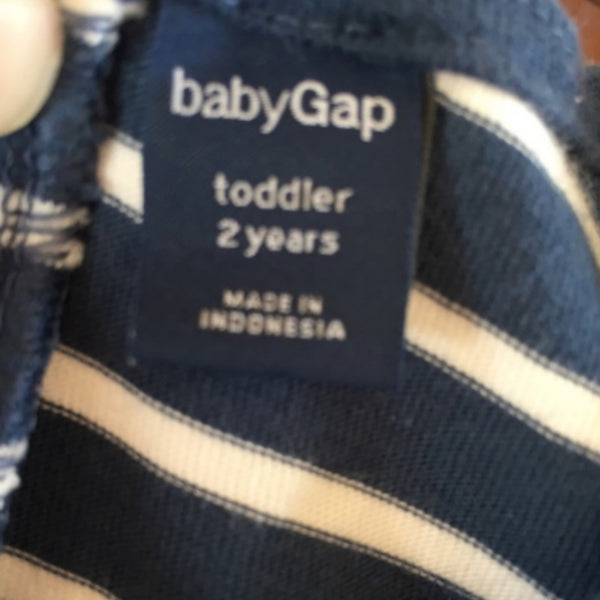 babyGap
toddler
2 years
MADE IN
INDONESIA